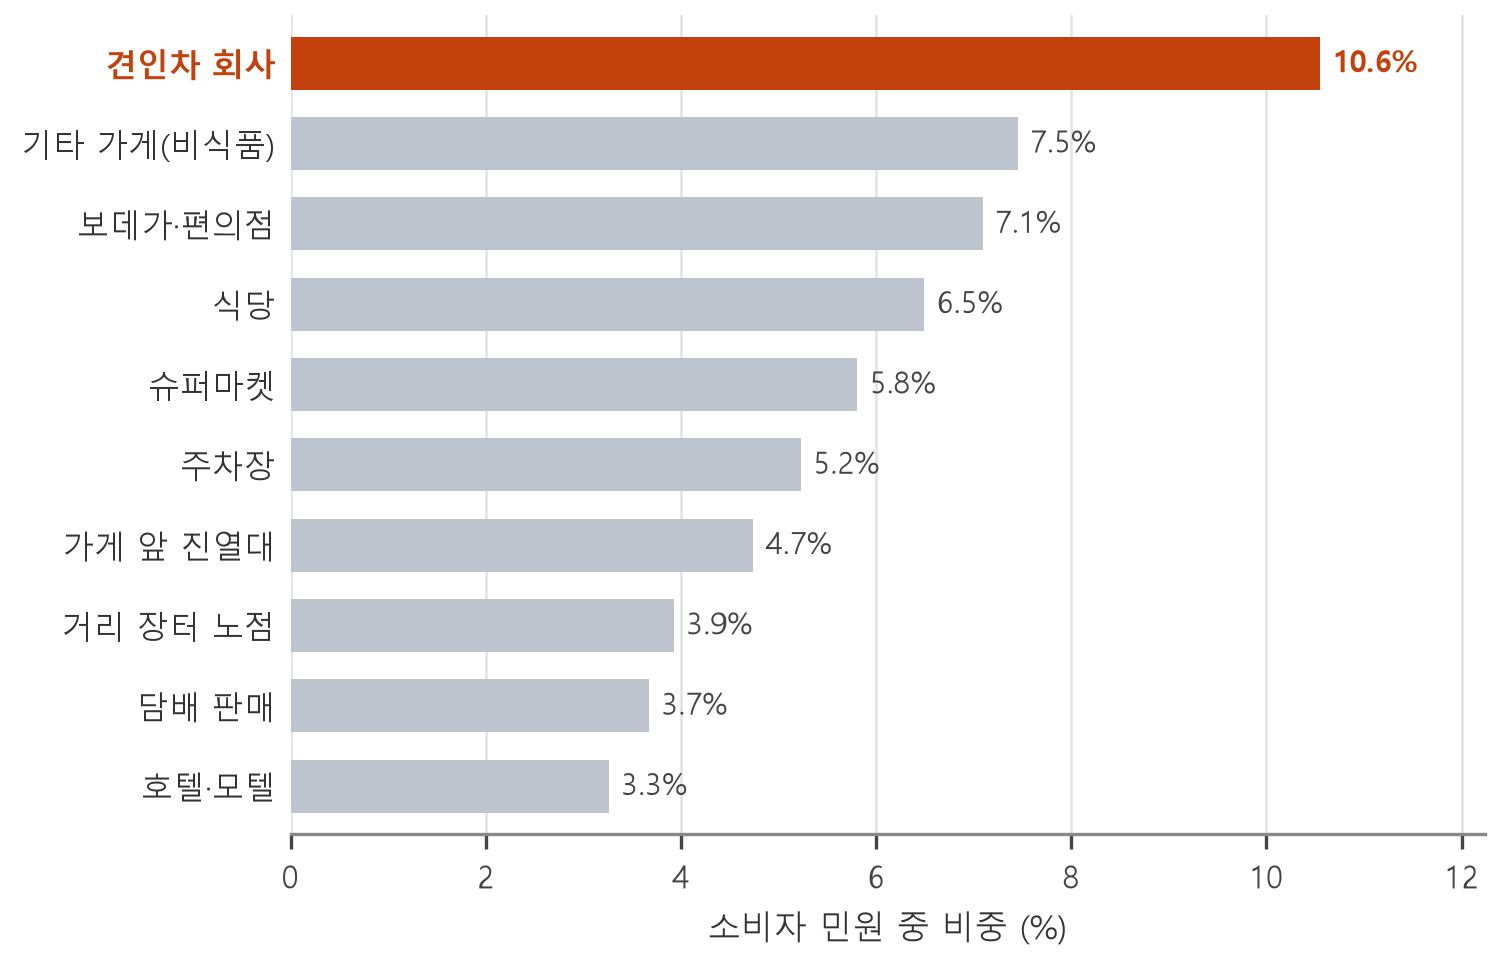 견인차 회사 10.6%
기타 가게(비식품) 7.5%
보데가·편의점 7.1%
식당 6.5%
슈퍼마켓 5.8%
주차장 5.2%
가게 앞 진열대 4.7%
거리 장터 노점 3.9%
담배 판매 3.7%
호텔·모텔 3.3%
0 2 4 6 8 10 12
소비자 민원 중 비중 (%)